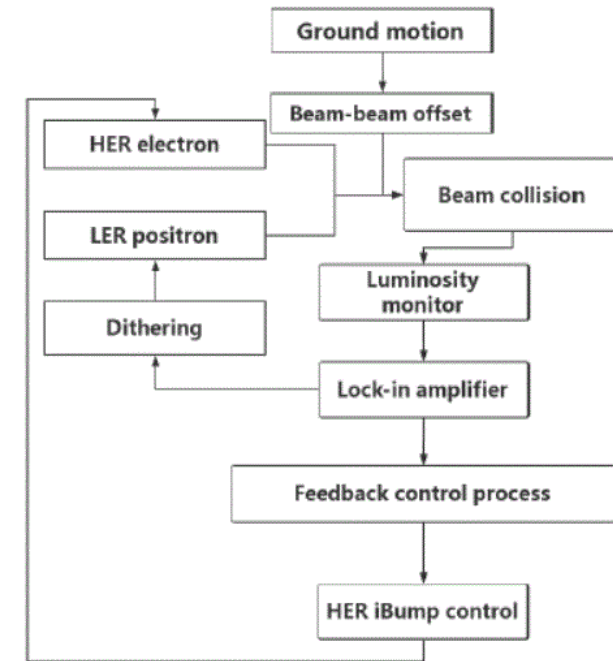 Ground motion
Beam-beam offset
HER electron
Beam collision
LER positron
Luminosity
monitor
Dithering
Lock-in amplifier
Feedback control process
HER iBump control